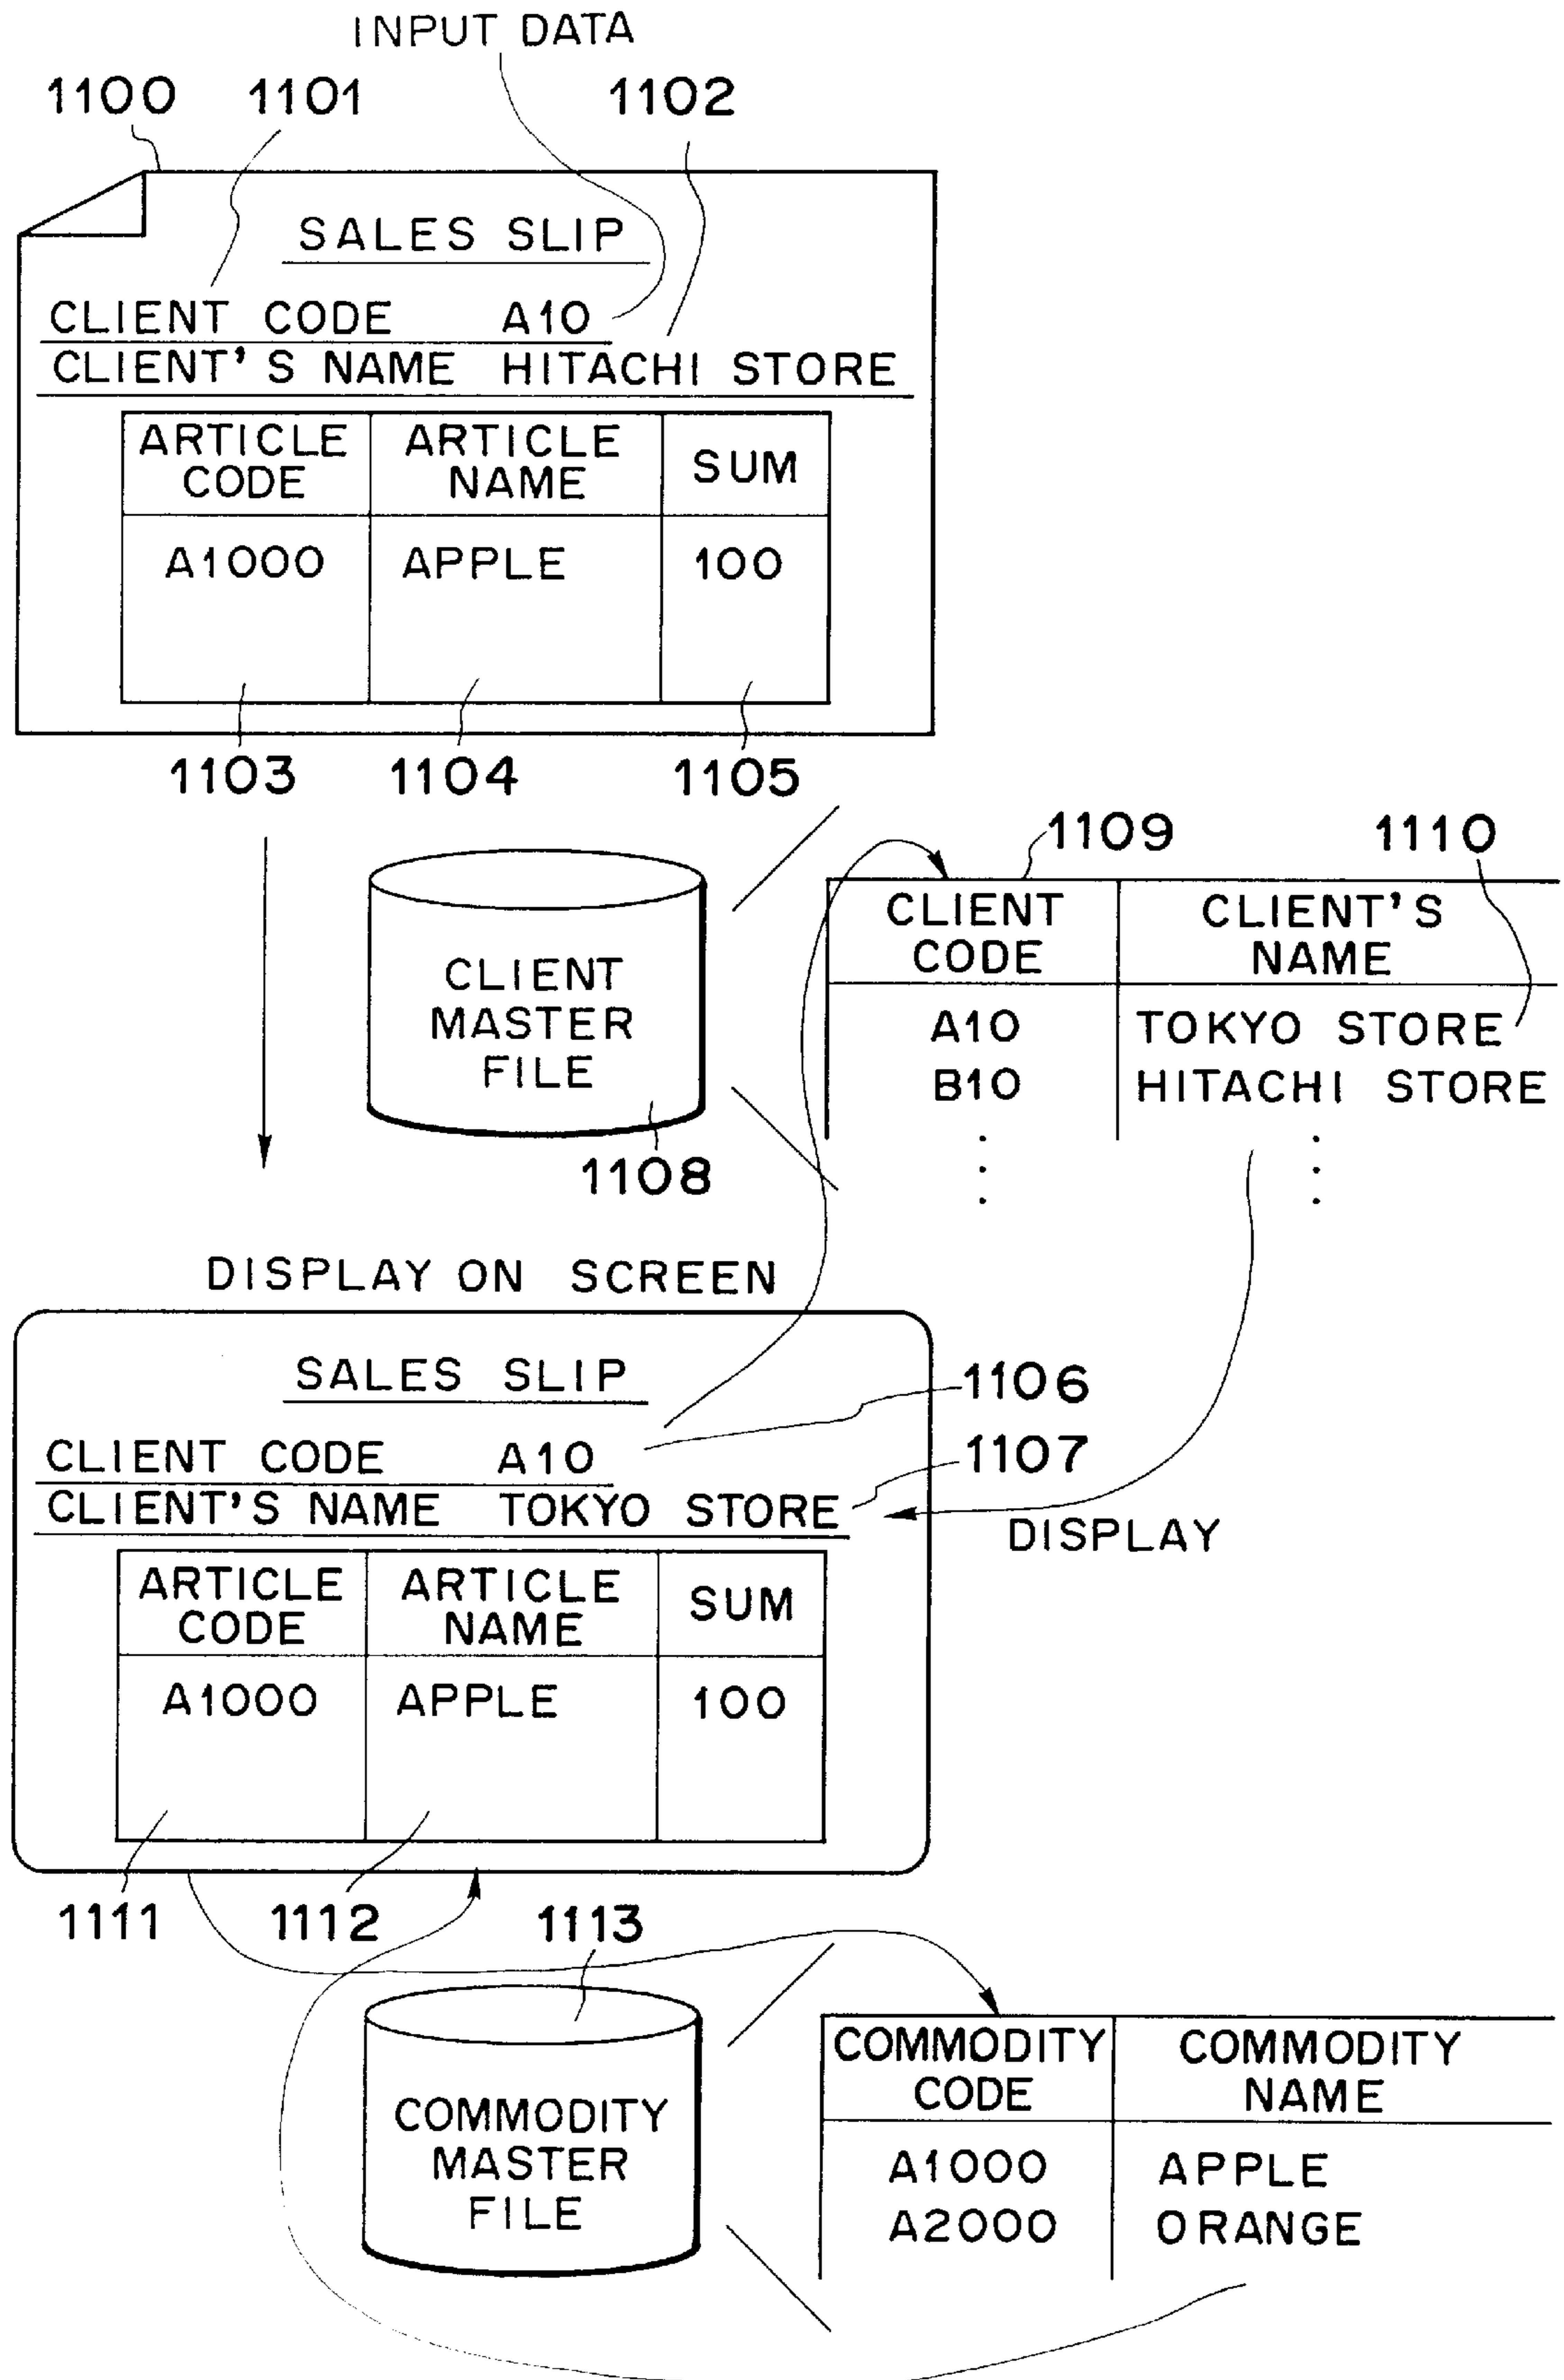 INPUT DATA
1100 1101 1102
SALES SLIP
CLIENT CODE A10
CLIENT'S NAME HITACHI STORE
ARTICLE CODE ARTICLE NAME SUM
A1000 APPLE 100
1103 1104 1105
1109 1110
CLIENT MASTER FILE
1108
CLIENT CODE CLIENT'S NAME
A10 TOKYO STORE
B10 HITACHI STORE
DISPLAY ON SCREEN
SALES SLIP
1106
CLIENT CODE A10
1107
CLIENT'S NAME TOKYO STORE
DISPLAY
ARTICLE CODE ARTICLE NAME SUM
A1000 APPLE 100
1111 1112 1113
COMMODITY MASTER FILE
COMMODITY CODE COMMODITY NAME
A1000 APPLE
A2000 ORANGE